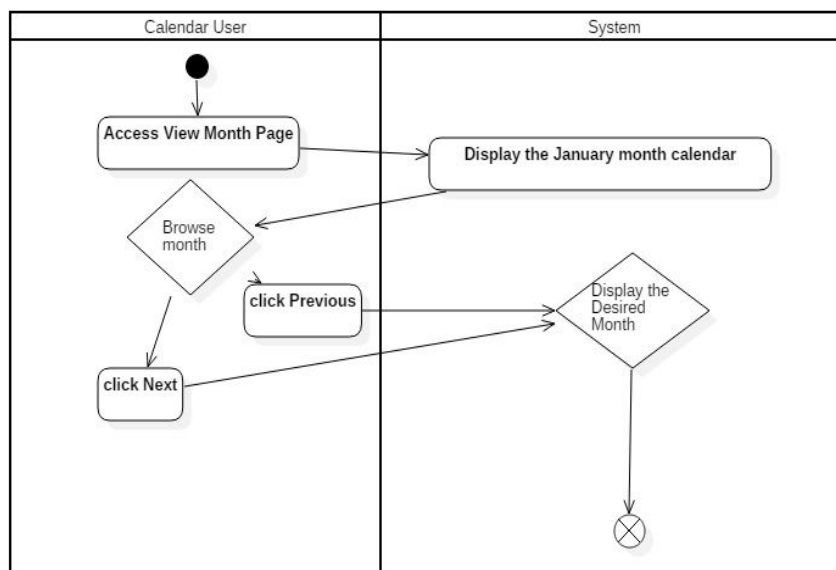 Calendar User
System
Access View Month Page
Display the January month calendar
Browse
month
click Previous
Display the
Desired
Month
click Next